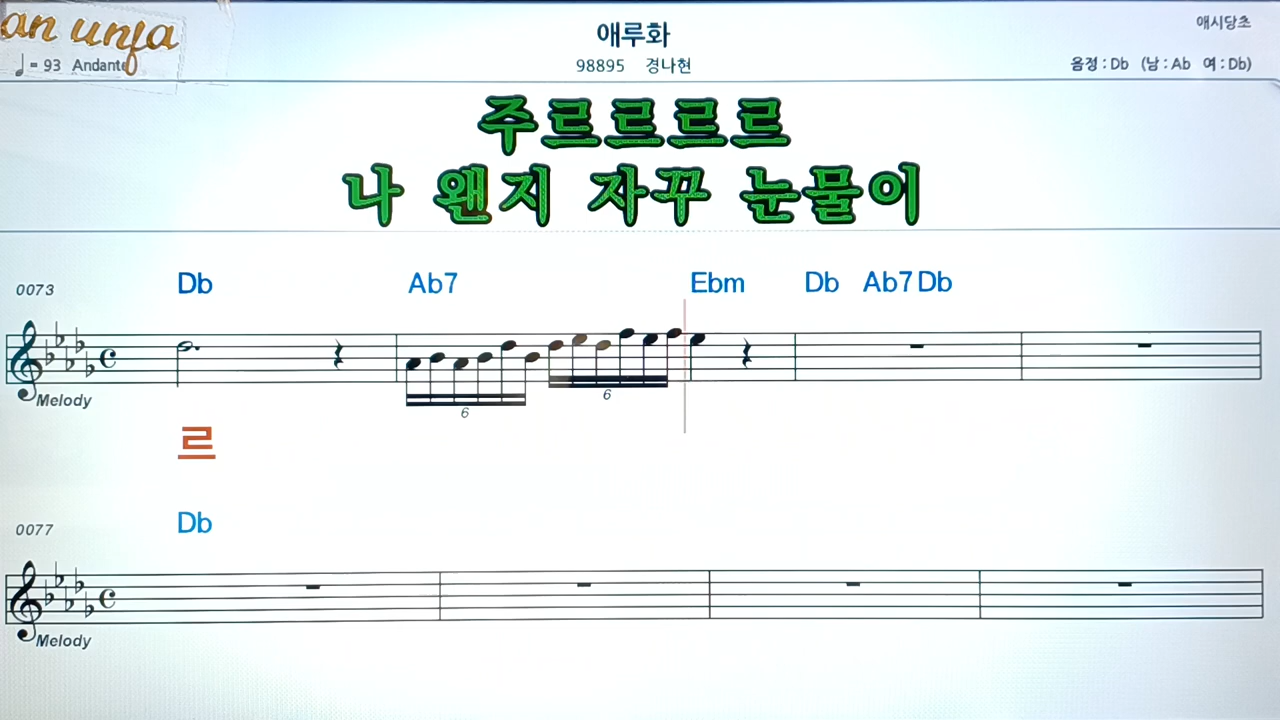 an unfa
애루화
애시당초
♩= 93 Andante
98895 경나현
음정 : Db (남 : Ab 여 : Db)
주르르르르
나 왠지 자꾸 눈물이
0073 Db Ab7 Ebm Db Ab7 Db
6
6
Melody
르
0077 Db
Melody